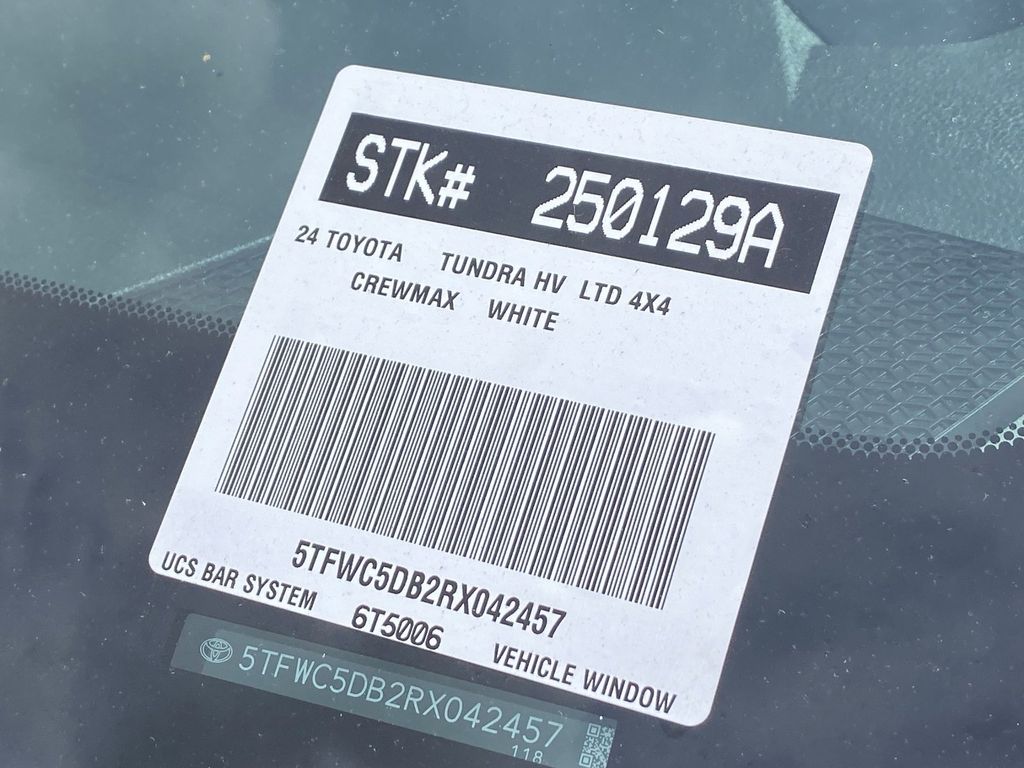 STK# 250129A
24 TOYOTA TUNDRA HV LTD 4X4
CREWMAX WHITE
5TFWC5DB2RX042457
UCS BAR SYSTEM 6T5006 VEHICLE WINDOW
5TFWC5DB2RX042457
118